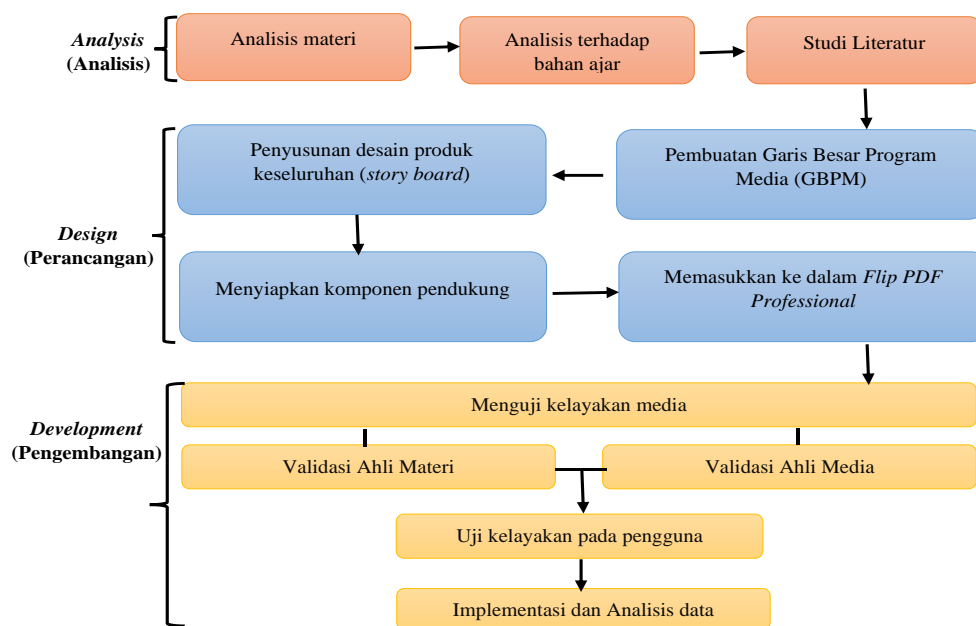 Analysis
(Analisis)
Analisis materi
Analisis terhadap
bahan ajar
Studi Literatur
Design
(Perancangan)
Penyusunan desain produk
keseluruhan (story board)
Pembuatan Garis Besar Program
Media (GBPM)
Menyiapkan komponen pendukung
Memasukkan ke dalam Flip PDF
Professional
Development
(Pengembangan)
Menguji kelayakan media
Validasi Ahli Materi
Validasi Ahli Media
Uji kelayakan pada pengguna
Implementasi dan Analisis data